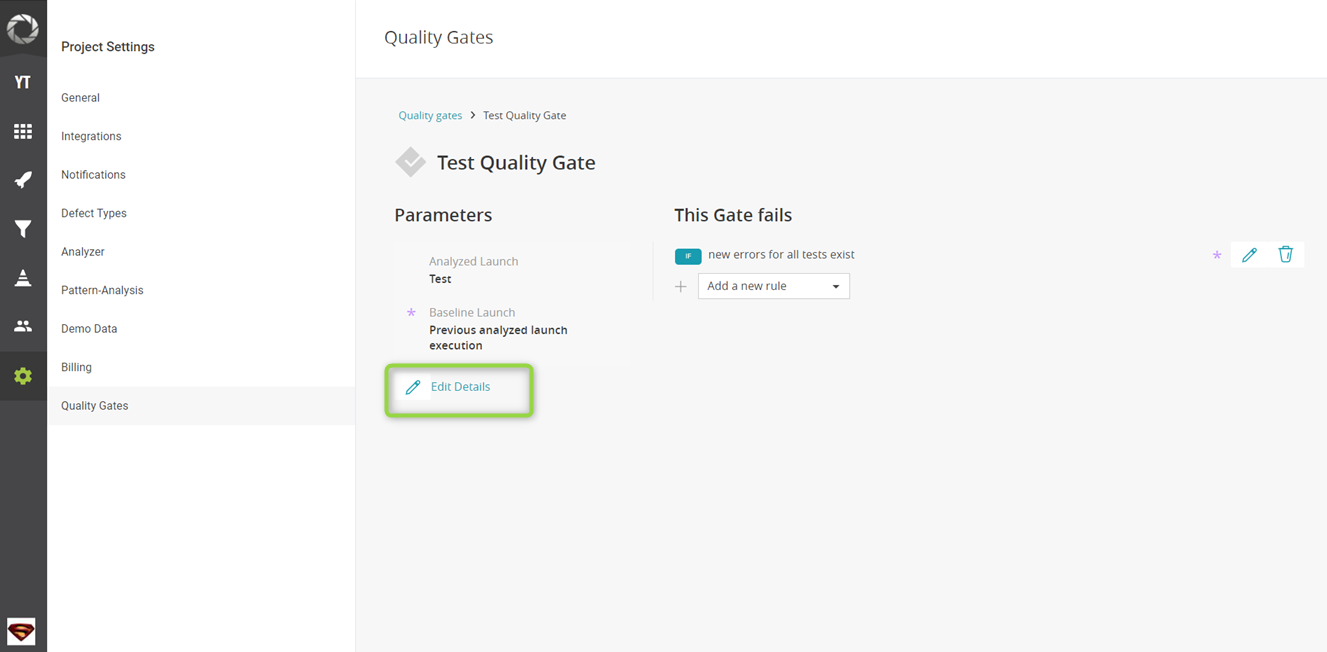 YT
Project Settings
General
Integrations
Notifications
Defect Types
Analyzer
Pattern-Analysis
Demo Data
Billing
Quality Gates
Quality Gates
Quality gates > Test Quality Gate
Test Quality Gate
Parameters
Analyzed Launch
Test
* Baseline Launch
Previous analyzed launch
execution
Edit Details
This Gate fails
IF new errors for all tests exist *
+ Add a new rule